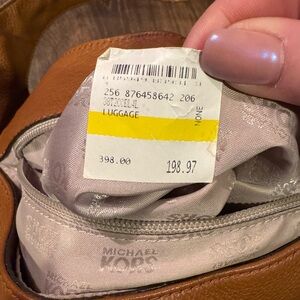 256 876458642 206
LUGGAGE
NONE
398.00
198.97
MICHAEL
KORS